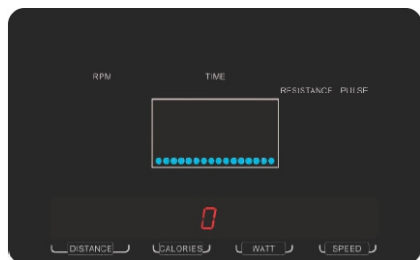 RPM TIME
RESISTANCE PULSE
0
DISTANCE CALORIES WATT SPEED